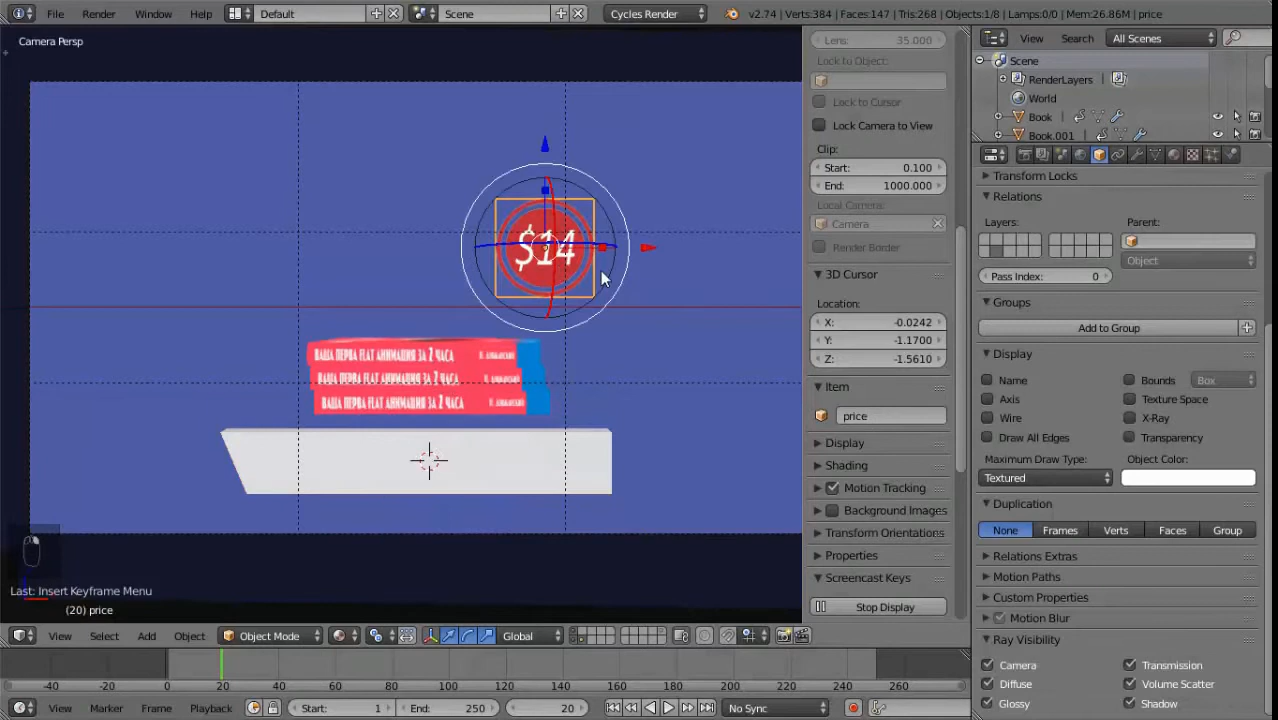 File Render Window Help Default Scene Cycles Render v2.74 | Verts:384 | Faces:147 | Tris:268 | Objects:1/8 | Lamps:0/0 | Mem:26.86M | price
Camera Persp
Lens: 35.000
Lock to Object:
Lock to Cursor
Lock Camera to View
Clip:
Start: 0.100
End: 1000.000
Local Camera:
Camera
Render Border
3D Cursor
Location:
X: -0.0242
Y: -1.1700
Z: -1.5610
Item
price
Display
Shading
Motion Tracking
Background Images
Transform Orientations
Properties
Screencast Keys
Stop Display
View Search All Scenes
Scene
RenderLayers
World
Book
Book.001
Transform Locks
Relations
Layers: Parent:
Object
Pass Index: 0
Groups
Add to Group
Display
Name Bounds Box
Axis Texture Space
Wire X-Ray
Draw All Edges Transparency
Maximum Draw Type: Object Color:
Textured
Duplication
None Frames Verts Faces Group
Relations Extras
Motion Paths
Custom Properties
Motion Blur
Ray Visibility
Camera Transmission
Diffuse Volume Scatter
Glossy Shadow
$14
ВАША ПЕРВА FLAT АНИМАЦИЯ ЗА 2 ЧАСА
ВАША ПЕРВА FLAT АНИМАЦИЯ ЗА 2 ЧАСА
ВАША ПЕРВА FLAT АНИМАЦИЯ ЗА 2 ЧАСА
Last: Insert Keyframe Menu
(20) price
View Select Add Object Object Mode Global
-40 -20 0 20 40 60 80 100 120 140 160 180 200 220 240 260
View Marker Frame Playback Start: 1 End: 250 20 No Sync